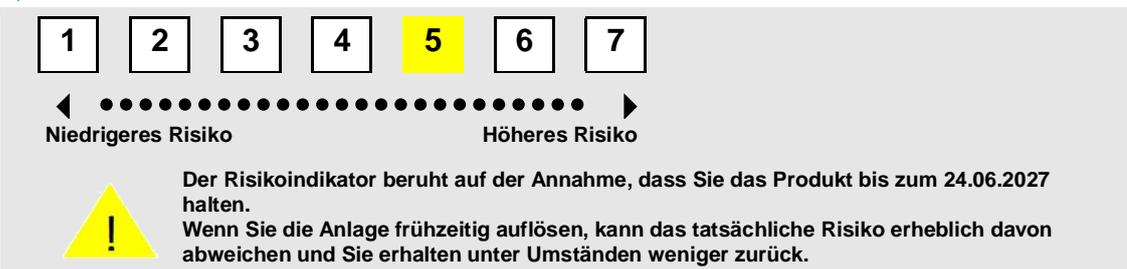 1 2 3 4 5 6 7
Niedrigeres Risiko Höheres Risiko
Der Risikoindikator beruht auf der Annahme, dass Sie das Produkt bis zum 24.06.2027
halten.
Wenn Sie die Anlage frühzeitig auflösen, kann das tatsächliche Risiko erheblich davon
abweichen und Sie erhalten unter Umständen weniger zurück.
!